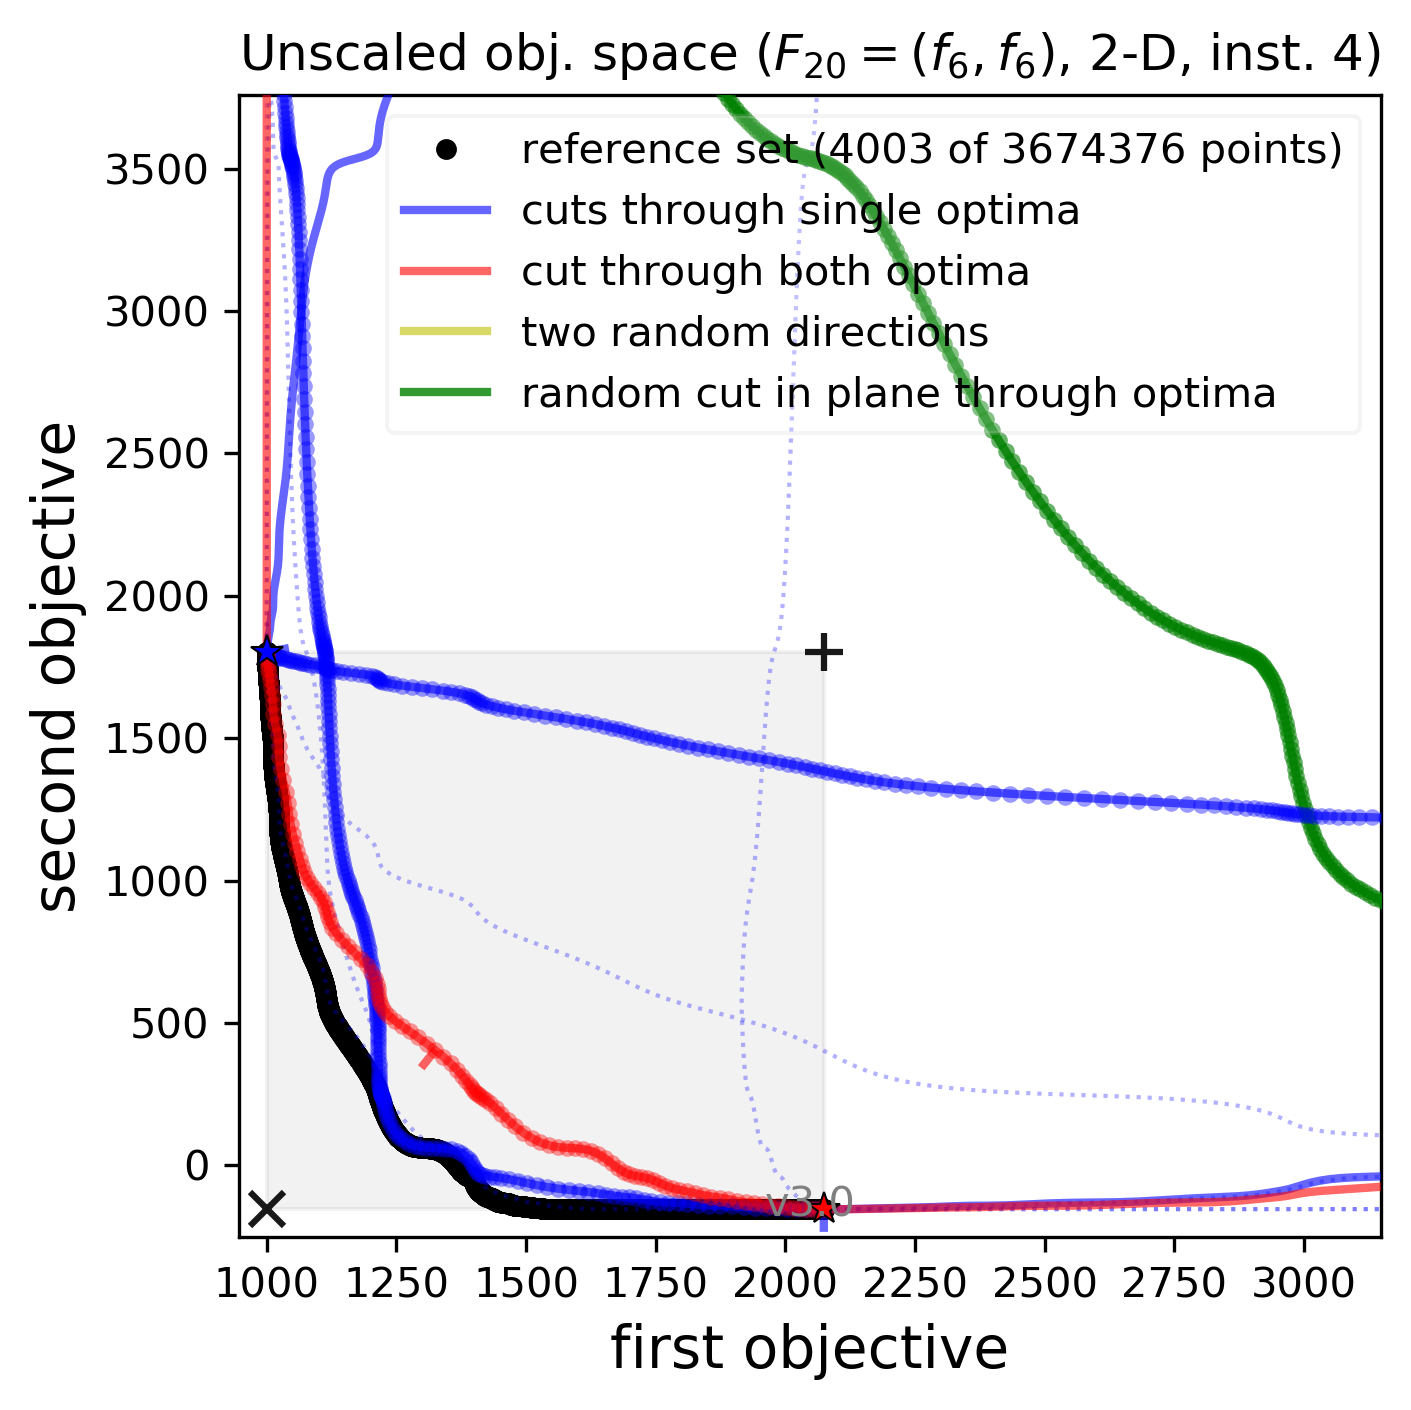 Unscaled obj. space (F20 = (f6, f6), 2-D, inst. 4)
reference set (4003 of 3674376 points)
cuts through single optima
cut through both optima
two random directions
random cut in plane through optima
second objective
3500
3000
2500
2000
1500
1000
500
0
v3.0
1000 1250 1500 1750 2000 2250 2500 2750 3000
first objective